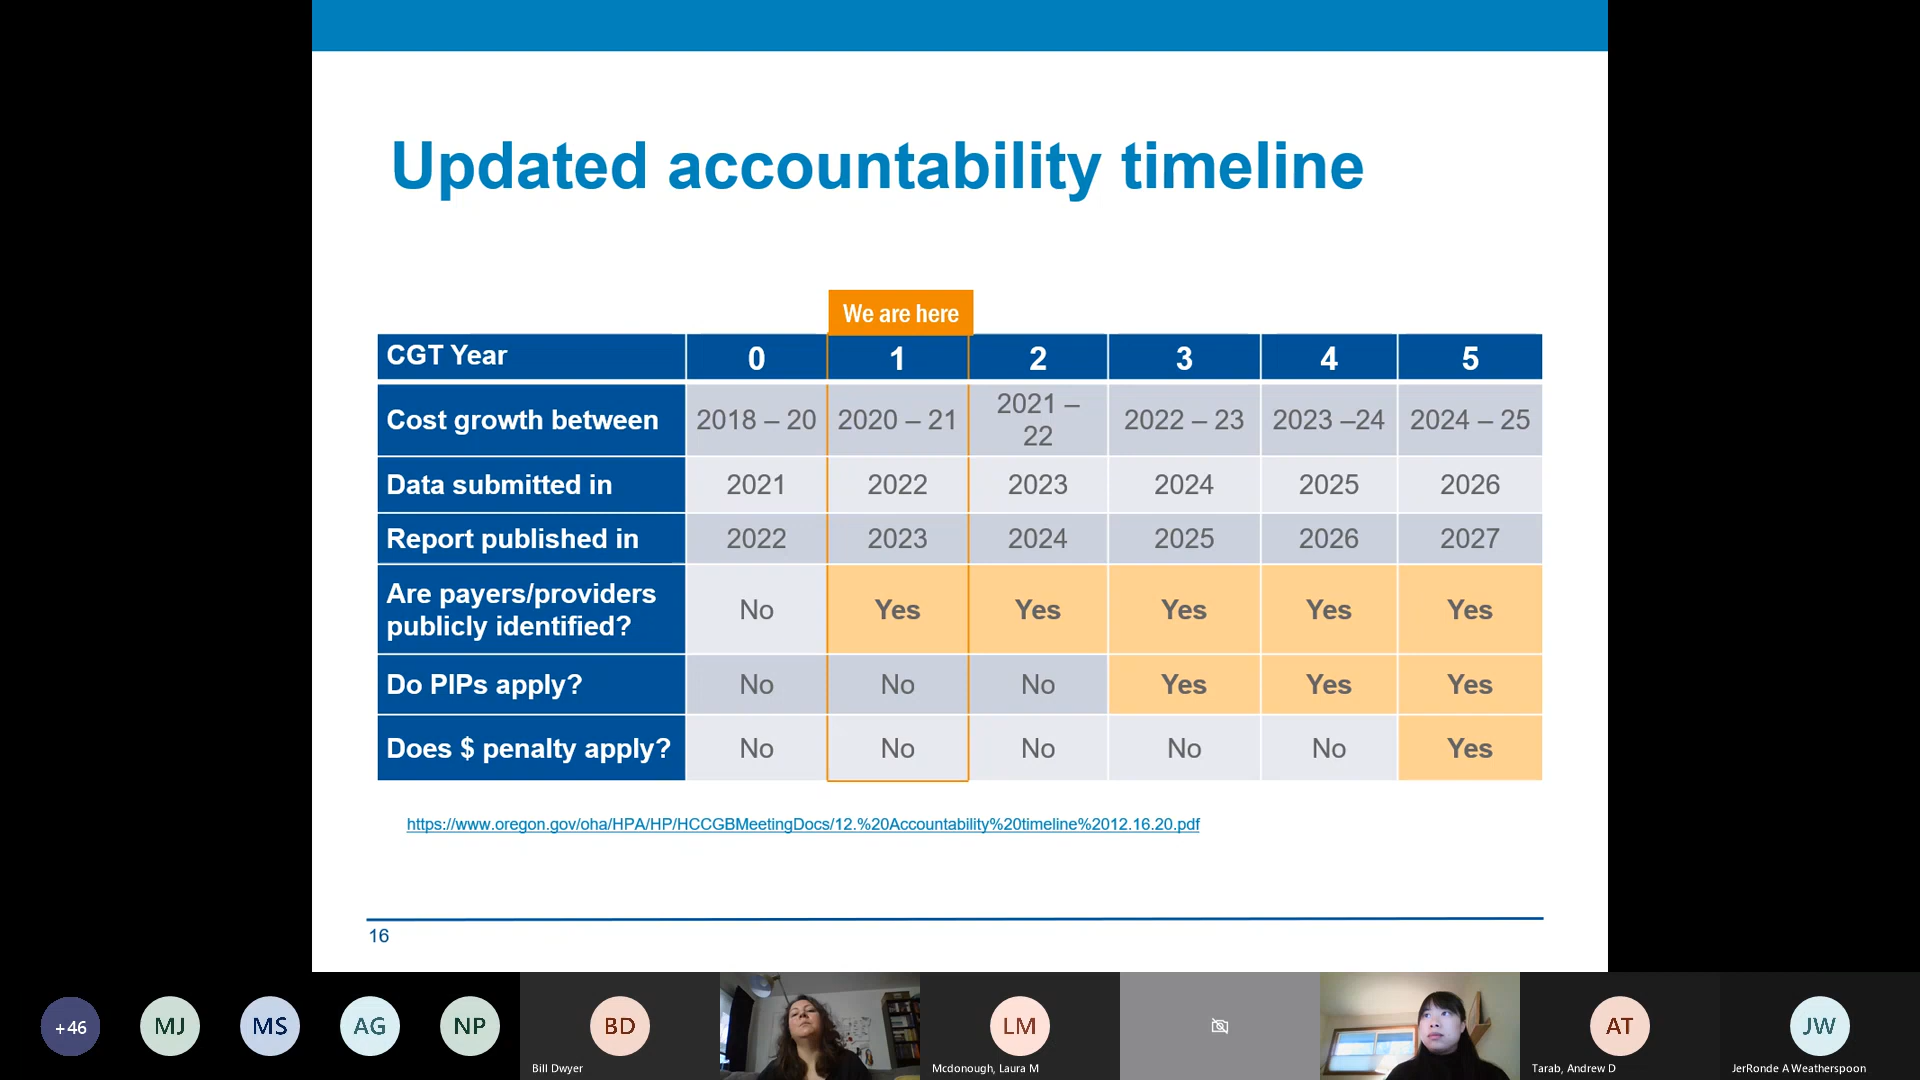 Updated accountability timeline
We are here
CGT Year 0 1 2 3 4 5
Cost growth between 2018 – 20 2020 – 21 2021 – 22 2022 – 23 2023 –24 2024 – 25
Data submitted in 2021 2022 2023 2024 2025 2026
Report published in 2022 2023 2024 2025 2026 2027
Are payers/providers publicly identified? No Yes Yes Yes Yes Yes
Do PIPs apply? No No No Yes Yes Yes
Does $ penalty apply? No No No No No Yes
https://www.oregon.gov/oha/HPA/HP/HCCGBMeetingDocs/12.%20Accountability%20timeline%2012.16.20.pdf
16
+46 MJ MS AG NP BD LM AT JW
Bill Dwyer
Mcdonough, Laura M
Tarab, Andrew D
JerRonde A Weatherspoon